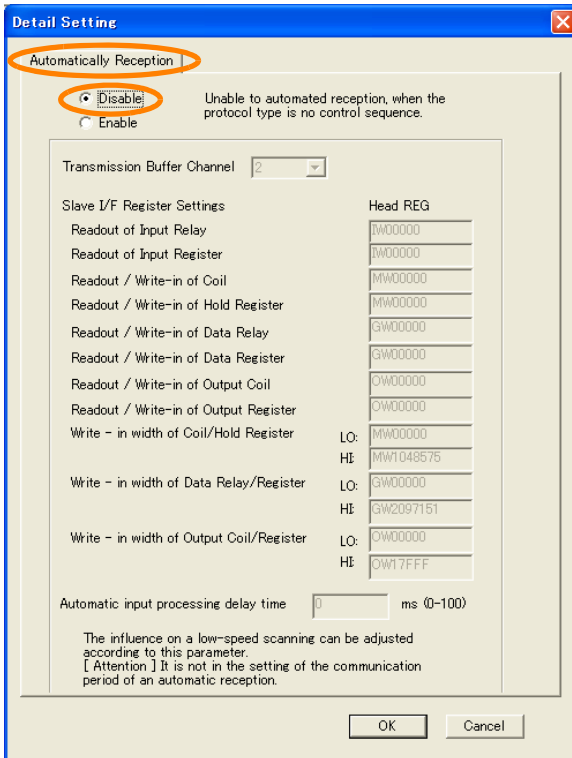 Detail Setting
Automatically Reception
Disable
Unable to automated reception, when the
protocol type is no control sequence.
Enable
Transmission Buffer Channel 2
Slave I/F Register Settings Head REG
Readout of Input Relay IW00000
Readout of Input Register IW00000
Readout / Write-in of Coil MW00000
Readout / Write-in of Hold Register MW00000
Readout / Write-in of Data Relay GW00000
Readout / Write-in of Data Register GW00000
Readout / Write-in of Output Coil OW00000
Readout / Write-in of Output Register OW00000
Write - in width of Coil/Hold Register LO: MW00000
HI: MW1048575
Write - in width of Data Relay/Register LO: GW00000
HI: GW2097151
Write - in width of Output Coil/Register LO: OW00000
HI: OW17FFF
Automatic input processing delay time 0 ms (0-100)
The influence on a low-speed scanning can be adjusted
according to this parameter.
[ Attention ] It is not in the setting of the communication
period of an automatic reception.
OK Cancel